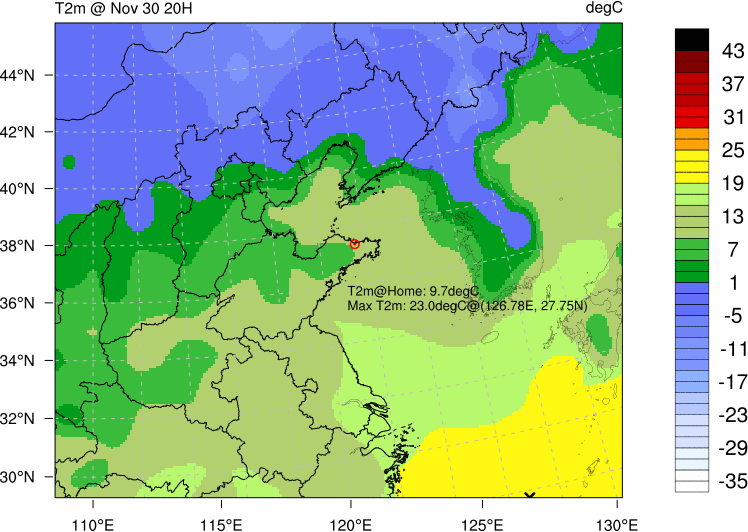 T2m @ Nov 30 20H
degC
44°N
42°N
40°N
38°N
36°N
34°N
32°N
30°N
110°E
115°E
120°E
125°E
130°E
T2m@Home: 9.7degC
Max T2m: 23.0degC@(126.78E, 27.75N)
43
37
31
25
19
13
7
1
-5
-11
-17
-23
-29
-35